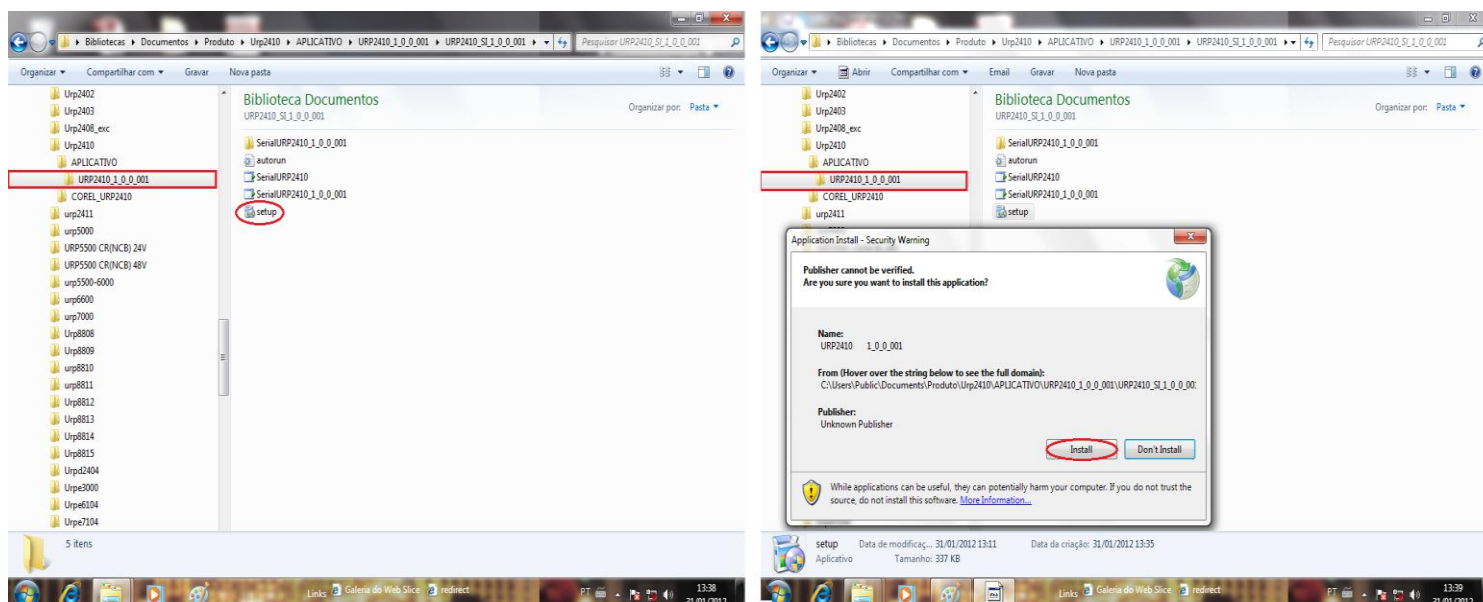 Bibliotecas ▸ Documentos ▸ Produto ▸ Urp2410 ▸ APLICATIVO ▸ URP2410_1_0_0_001 ▸ URP2410_SI_1_0_0_001 ▸
Pesquisar URP2410_SI_1_0_0_001
Organizar Compartilhar com Gravar Nova pasta
Urp2402
Urp2403
Urp2408_exc
Urp2410
APLICATIVO
URP2410_1_0_0_001
COREL_URP2410
urp2411
urp5000
URP5500 CR(NCB) 24V
URP5500 CR(NCB) 48V
urp5500-6000
urp6600
urp7000
Urp8808
Urp8809
urp8810
urp8811
Urp8812
Urp8813
Urp8814
Urp8815
Urpd2404
Urpe3000
Urpe6104
Urpe7104
Biblioteca Documentos
URP2410_SI_1_0_0_001
Organizar por: Pasta
SerialURP2410_1_0_0_001
autorun
SerialURP2410
SerialURP2410_1_0_0_001
setup
5 itens
Links Galeria do Web Slice redirect
PT
13:38
31/01/2012
Bibliotecas ▸ Documentos ▸ Produto ▸ Urp2410 ▸ APLICATIVO ▸ URP2410_1_0_0_001 ▸ URP2410_SI_1_0_0_001 ▸
Pesquisar URP2410_SI_1_0_0_001
Organizar Abrir Compartilhar com Email Gravar Nova pasta
Urp2402
Urp2403
Urp2408_exc
Urp2410
APLICATIVO
URP2410_1_0_0_001
COREL_URP2410
urp2411
Biblioteca Documentos
URP2410_SI_1_0_0_001
Organizar por: Pasta
SerialURP2410_1_0_0_001
autorun
SerialURP2410
SerialURP2410_1_0_0_001
setup
Application Install - Security Warning
Publisher cannot be verified.
Are you sure you want to install this application?
Name:
URP2410 1_0_0_001
From (Hover over the string below to see the full domain):
C:\Users\Public\Documents\Produto\Urp2410\APLICATIVO\URP2410_1_0_0_001\URP2410_SI_1_0_0_00
Publisher:
Unknown Publisher
Install Don't Install
While applications can be useful, they can potentially harm your computer. If you do not trust the
source, do not install this software. More Information...
setup Data de modificaç... 31/01/2012 13:11 Data da criação: 31/01/2012 13:35
Aplicativo Tamanho: 337 KB
Links Galeria do Web Slice redirect
PT
13:39
31/01/2012